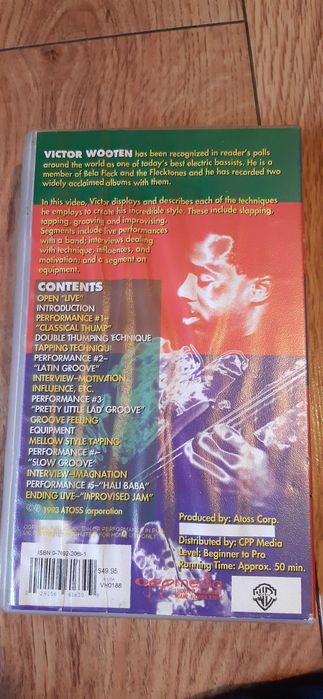 VICTOR WOOTEN has been recognized in reader's polls
around the world as one of today's best electric bassists. He is a
member of Bela Fleck and the Flecktones and he has recorded two
widely acclaimed albums with them.
In this video, Victor displays and describes each of the techniques
he employs to create his incredible style. These include slapping,
tapping, grooving and improvising.
Segments include live performances
with a band; interviews dealing
with technique, influences, and
motivation; and a segment on
equipment.
CONTENTS
OPEN "LIVE"
INTRODUCTION
PERFORMANCE #1–
"CLASSICAL THUMP"
DOUBLE THUMPING TECHNIQUE
TAPPING TECHNIQUE
PERFORMANCE #2–
"LATIN GROOVE"
INTERVIEW–MOTIVATION,
INFLUENCE, ETC.
PERFORMANCE #3
"PRETTY LITTLE LAD' GROOVE"
GROOVE FEELING
EQUIPMENT
MELLOW STYLE TAPING
PERFORMANCE #–
"SLOW GROOVE"
INTERVIEW–IMAGNATION
PERFORMANCE #5–"HALI BABA"
ENDING LIVE–"IMPROVISED JAM"
© ℗ 1993 ATOSS Corporation
Produced by: Atoss Corp.
Distributed by: CPP Media
Level; Beginner to Pro
Running Time: Approx. 50 min.
$49.95
VH0188
cppmedia
WB